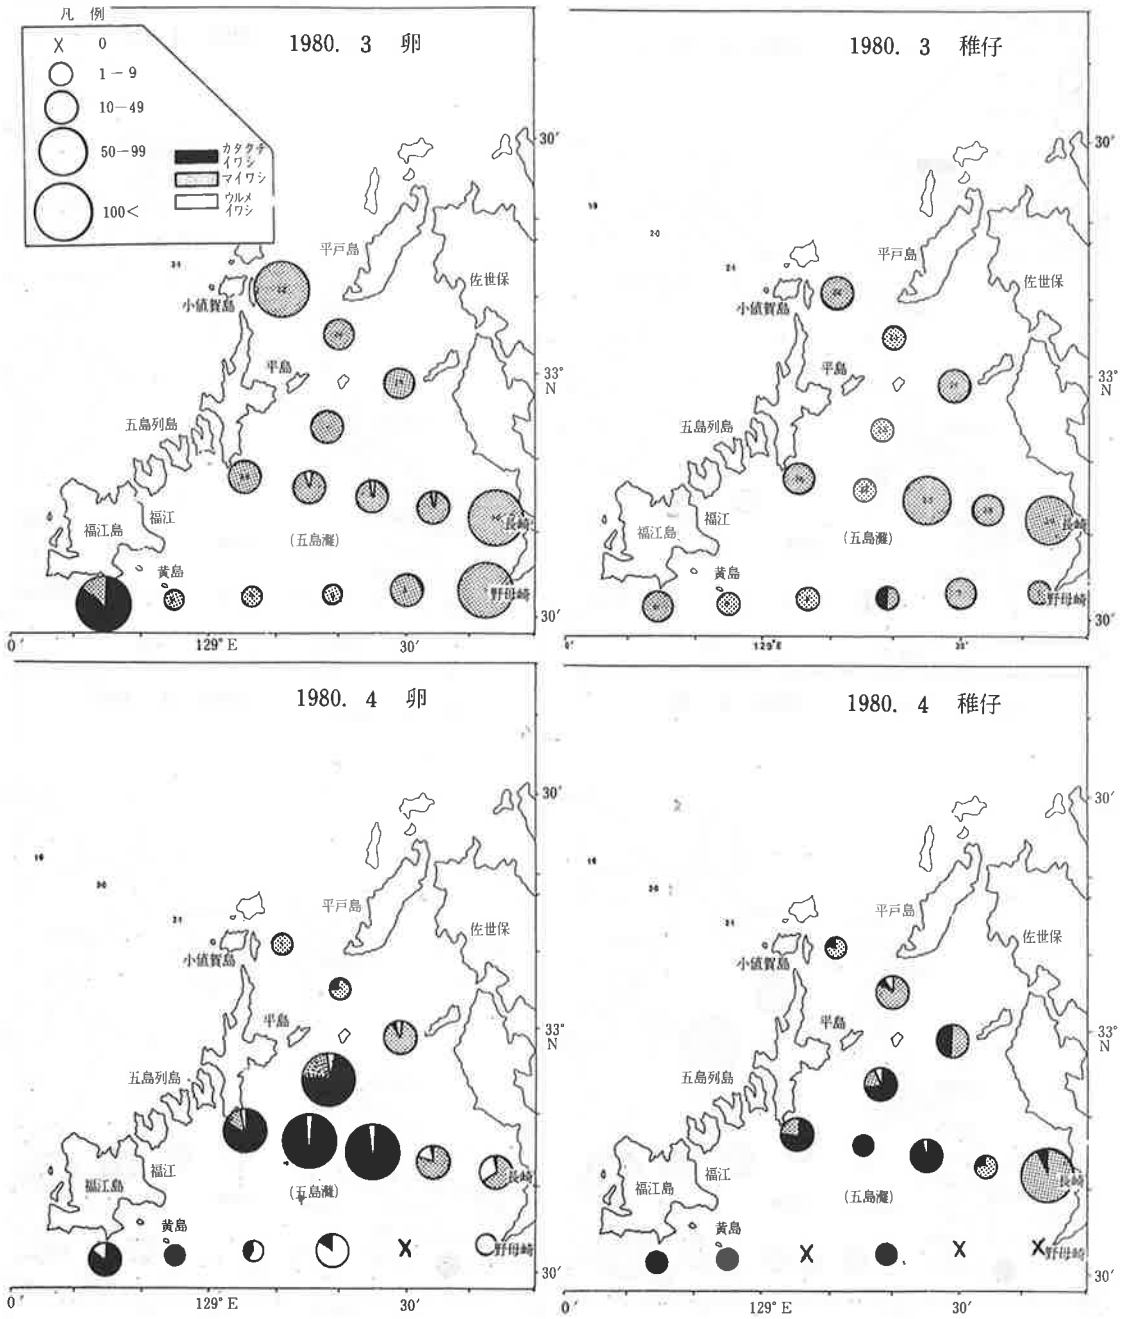 凡 例
X 0
1－9
10－49
50－99
100<
カタクチ
イワシ
マイワシ
ウルメ
イワシ
1980. 3 卵
30′
平戸島
佐世保
小値賀島
33°
N
平島
五島列島
福江
福江島
長崎
(五島灘)
黄島
野母崎
30′
0′
129° E
30′
1980. 3 稚仔
30′
19
20
21
平戸島
佐世保
小値賀島
33°
N
平島
五島列島
福江
福江島
長崎
(五島灘)
黄島
野母崎
30′
0′
129°E
1980. 4 卵
30′
平戸島
佐世保
小値賀島
33°
N
平島
五島列島
福江
福江島
長崎
(五島灘)
黄島
X
野母崎
30′
0′
129° E
30′
1980. 4 稚仔
30′
平戸島
佐世保
小値賀島
33°
N
平島
五島列島
福江
福江島
長崎
(五島灘)
黄島
X X X
野母崎
30′
0′
129° E
30′